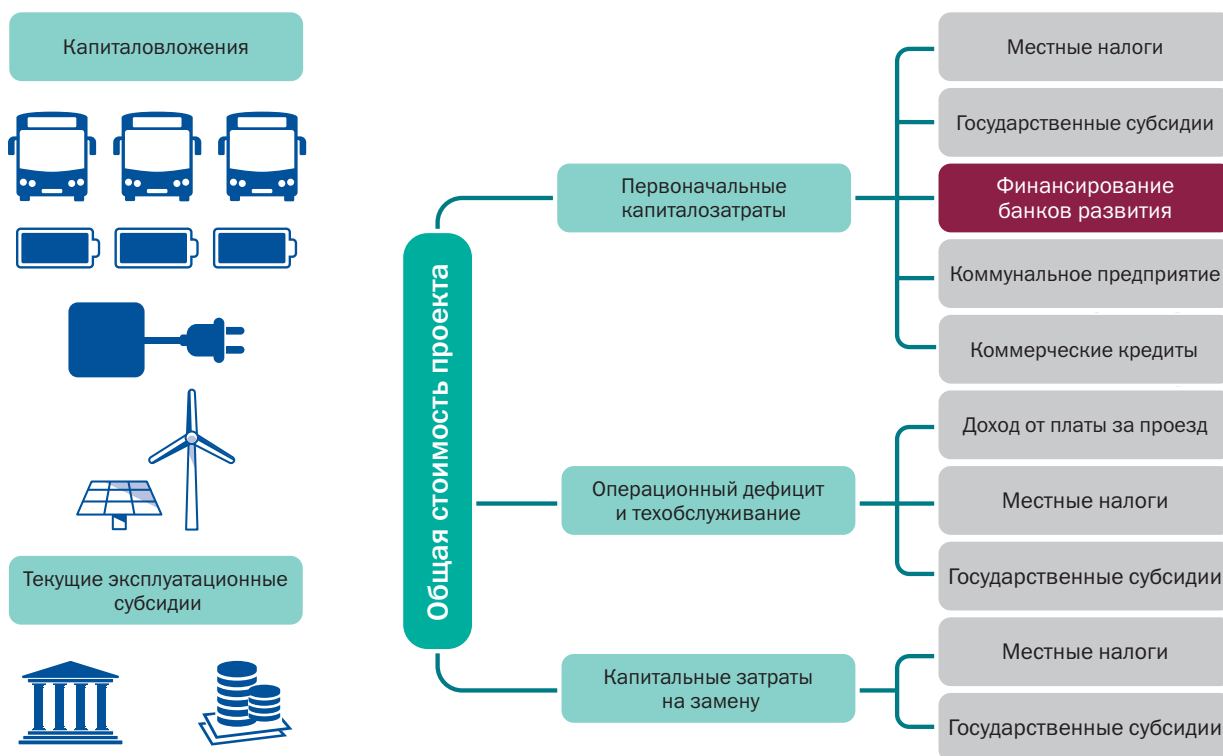 Капиталовложения
Текущие эксплуатационные
субсидии
Общая стоимость проекта
Первоначальные
капиталозатраты
Местные налоги
Государственные субсидии
Финансирование
банков развития
Коммунальное предприятие
Коммерческие кредиты
Операционный дефицит
и техобслуживание
Доход от платы за проезд
Местные налоги
Государственные субсидии
Капитальные затраты
на замену
Местные налоги
Государственные субсидии